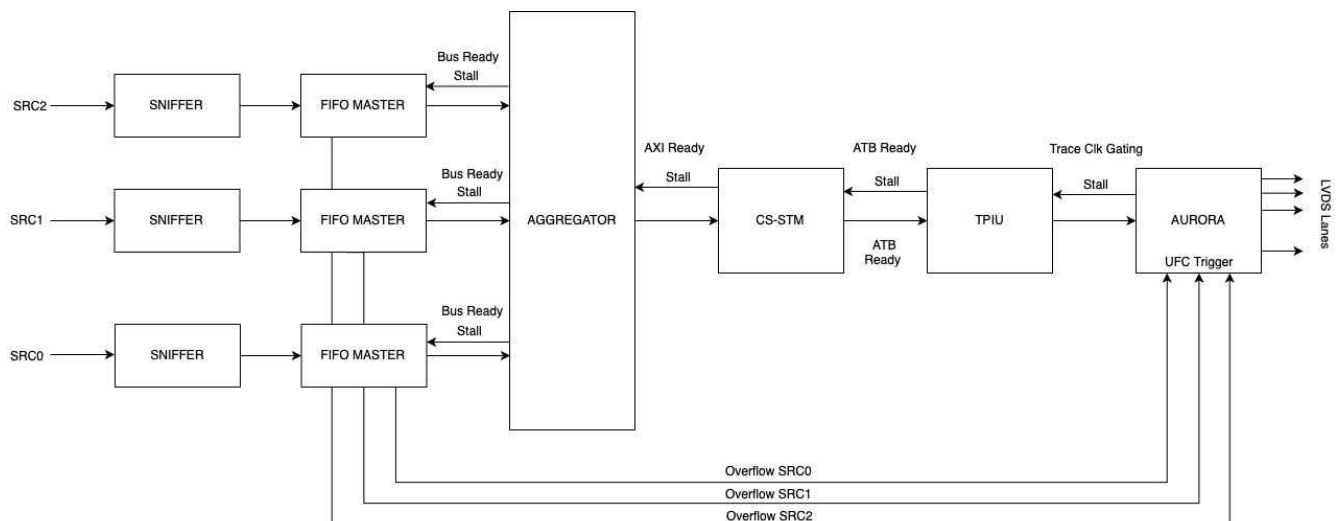 Bus Ready
Stall
SRC2
SNIFFER
FIFO MASTER
Bus Ready
Stall
SRC1
SNIFFER
FIFO MASTER
Bus Ready
Stall
SRC0
SNIFFER
FIFO MASTER
AGGREGATOR
AXI Ready
Stall
CS-STM
ATB Ready
Stall
ATB
Ready
TPIU
Trace Clk Gating
Stall
AURORA
UFC Trigger
LVDS Lanes
Overflow SRC0
Overflow SRC1
Overflow SRC2